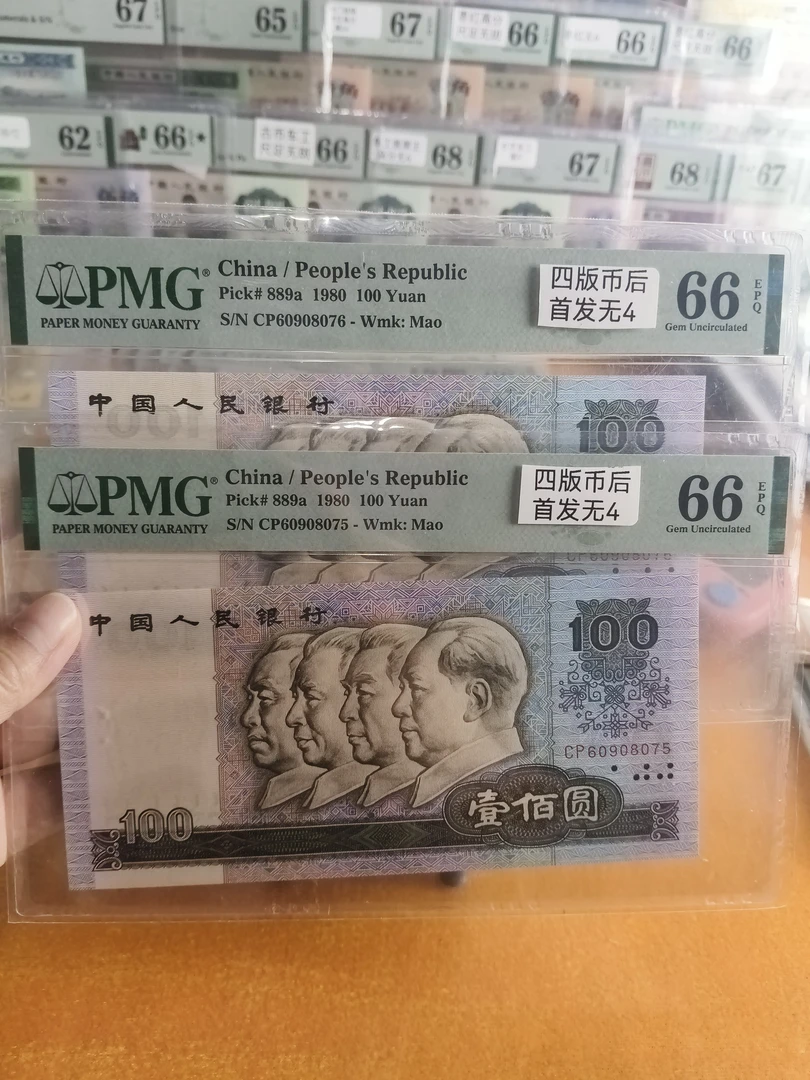 67
65
67
66
66
66
62
66★
66
68
67
68
67
PMG®
PAPER MONEY GUARANTY
China / People's Republic
Pick# 889a 1980 100 Yuan
S/N CP60908076 - Wmk: Mao
四版币后
首发无4
66
EPQ
Gem Uncirculated
中国人民银行
100
PMG®
PAPER MONEY GUARANTY
China / People's Republic
Pick# 889a 1980 100 Yuan
S/N CP60908075 - Wmk: Mao
四版币后
首发无4
66
EPQ
Gem Uncirculated
中国人民银行
100
CP60908075
100
壹佰圆